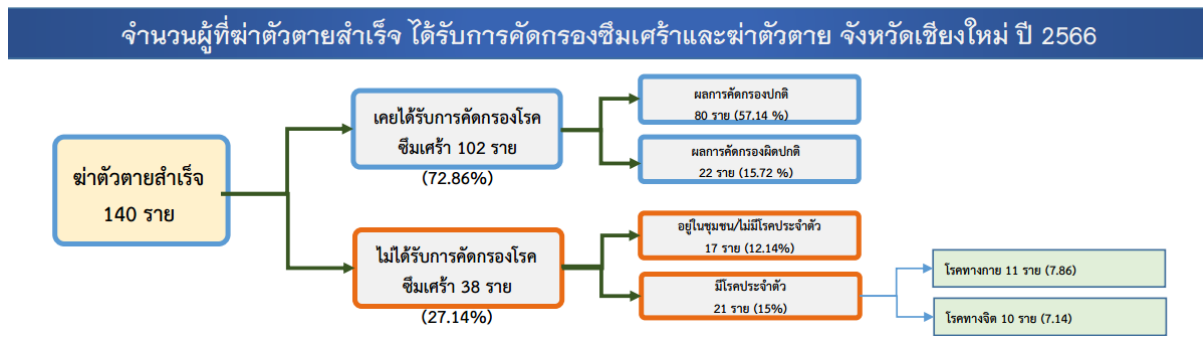 จำนวนผู้ที่ฆ่าตัวตายสำเร็จ ได้รับการคัดกรองซึมเศร้าและฆ่าตัวตาย จังหวัดเชียงใหม่ ปี 2566
ฆ่าตัวตายสำเร็จ
140 ราย
เคยได้รับการคัดกรองโรค
ซึมเศร้า 102 ราย
(72.86%)
ผลการคัดกรองปกติ
80 ราย (57.14 %)
ผลการคัดกรองผิดปกติ
22 ราย (15.72 %)
ไม่ได้รับการคัดกรองโรค
ซึมเศร้า 38 ราย
(27.14%)
อยู่ในชุมชน/ไม่มีโรคประจำตัว
17 ราย (12.14%)
มีโรคประจำตัว
21 ราย (15%)
โรคทางกาย 11 ราย (7.86)
โรคทางจิต 10 ราย (7.14)